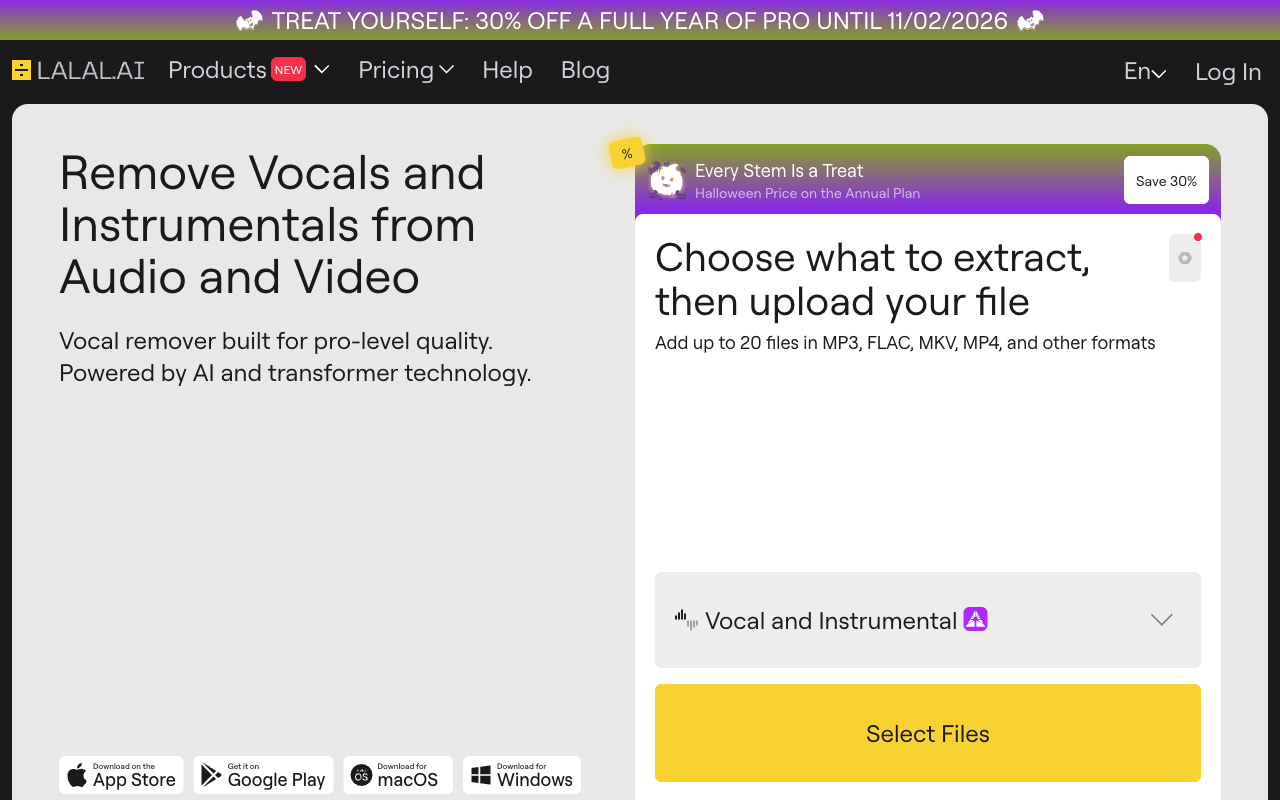 TREAT YOURSELF: 30% OFF A FULL YEAR OF PRO UNTIL 11/02/2026
LALAL.AI
Products NEW
Pricing
Help
Blog
En
Log In
Remove Vocals and
Instrumentals from
Audio and Video
Vocal remover built for pro-level quality.
Powered by AI and transformer technology.
Download on the
App Store
Get it on
Google Play
Download for
macOS
Download for
Windows
%
Every Stem Is a Treat
Halloween Price on the Annual Plan
Save 30%
Choose what to extract,
then upload your file
Add up to 20 files in MP3, FLAC, MKV, MP4, and other formats
Vocal and Instrumental
Select Files